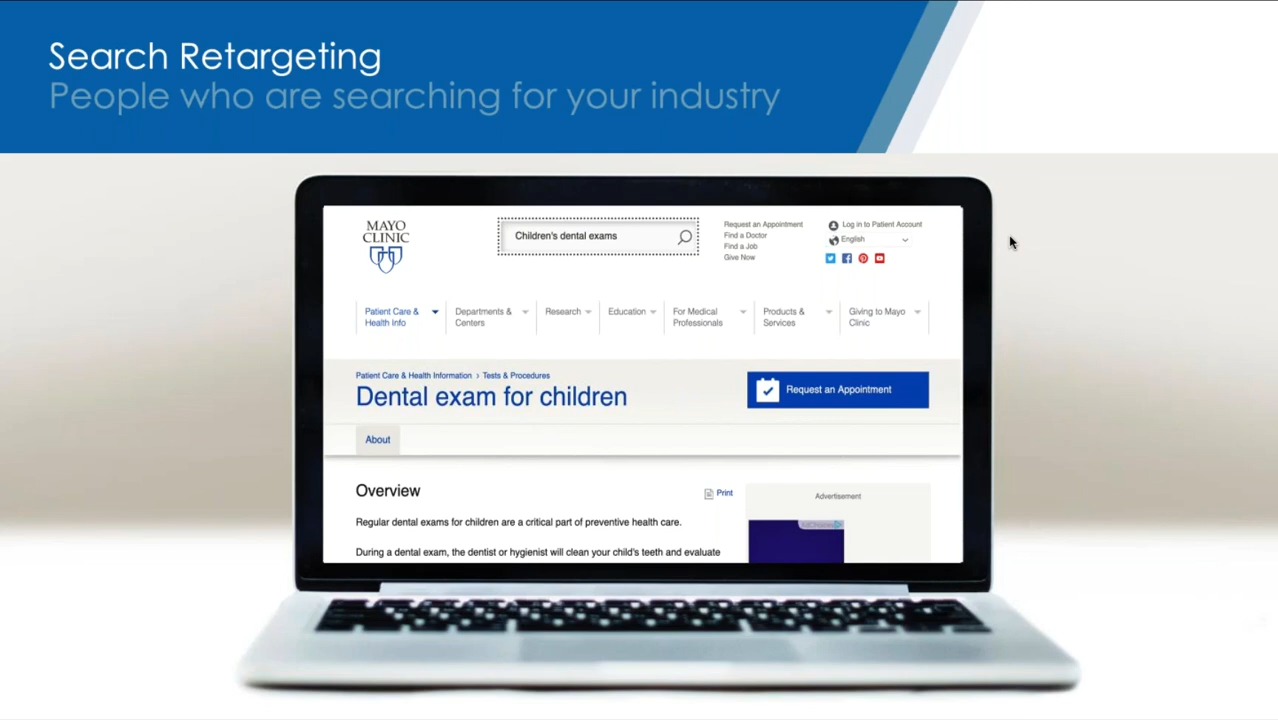 Search Retargeting
People who are searching for your industry
MAYO
CLINIC
Children's dental exams
Request an Appointment
Find a Doctor
Find a Job
Give Now
Log in to Patient Account
English
Patient Care &
Health Info
Departments &
Centers
Research
Education
For Medical
Professionals
Products &
Services
Giving to Mayo
Clinic
Patient Care & Health Information › Tests & Procedures
Dental exam for children
Request an Appointment
About
Overview
Print
Advertisement
Regular dental exams for children are a critical part of preventive health care.
AdChoices
During a dental exam, the dentist or hygienist will clean your child's teeth and evaluate